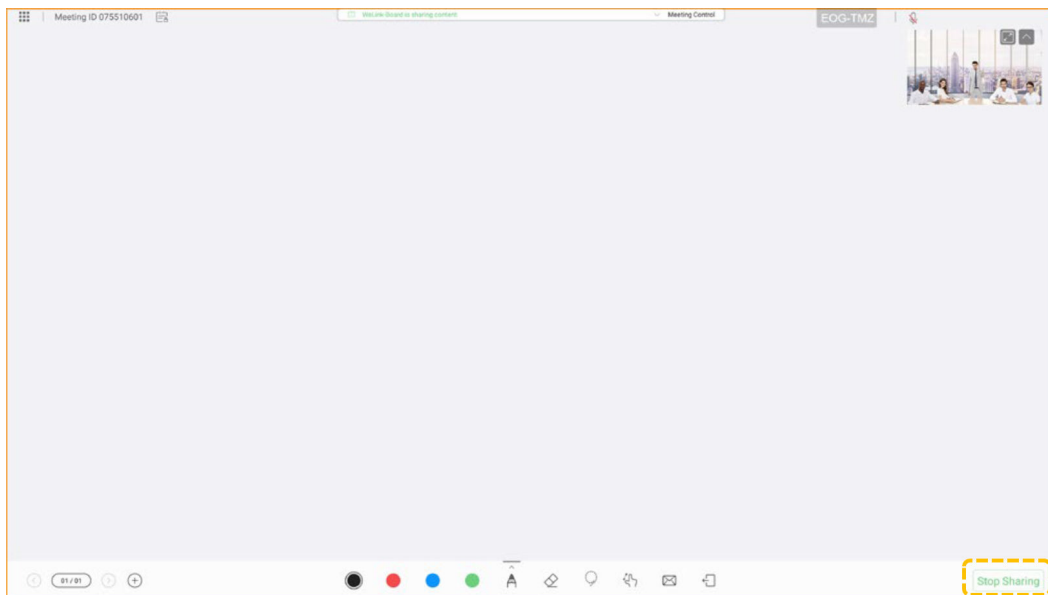 Meeting ID 075510601
WeLink Board is sharing content
Meeting Control
EOG-TMZ
01 / 01
Stop Sharing